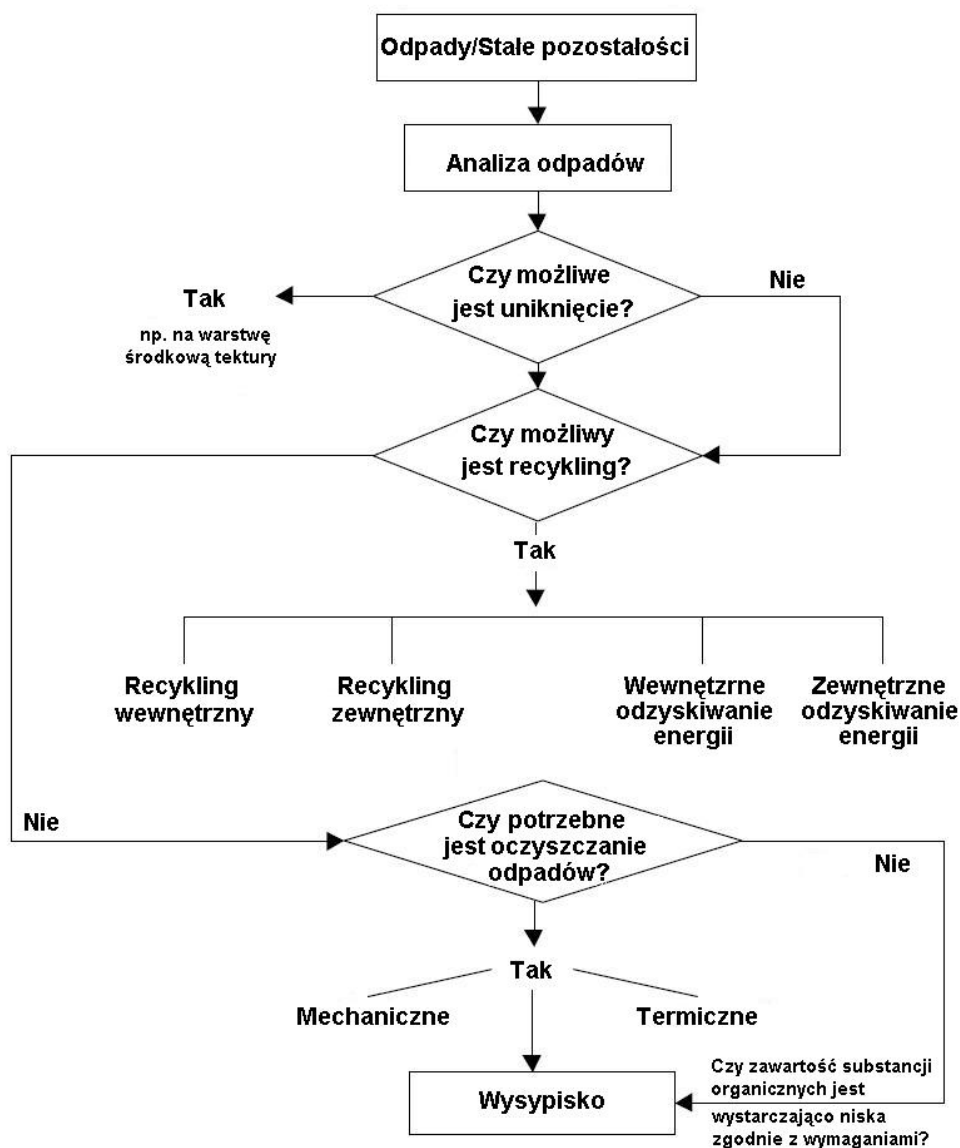 Odpady/Stałe pozostałości
Analiza odpadów
Czy możliwe
jest uniknięcie?
Nie
Tak
np. na warstwę
środkową tektury
Czy możliwy
jest recykling?
Tak
Recykling
wewnętrzny
Recykling
zewnętrzny
Wewnętzrne
odzyskiwanie
energii
Zewnętrzne
odzyskiwanie
energii
Nie
Czy potrzebne
jest oczyszczanie
odpadów?
Nie
Tak
Mechaniczne
Termiczne
Wysypisko
Czy zawartość substancji
organicznych jest
wystarczająco niska
zgodnie z wymaganiami?